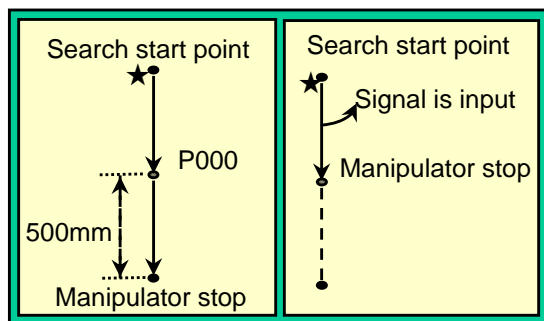 Search start point
P000
500mm
Manipulator stop
Search start point
Signal is input
Manipulator stop